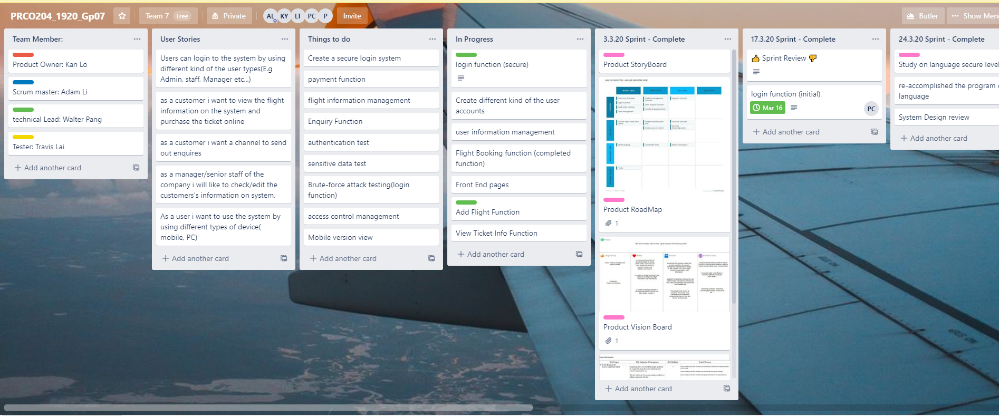 PRCO204_1920_Gp07
Team 7 Free
Private
AL KY LT PC P
Invite
Butler
Show Menu
Team Member:
Product Owner: Kan Lo
Scrum master: Adam Li
technical Lead: Walter Pang
Tester: Travis Lai
Add another card
User Stories
Users can login to the system by using
different kind of the user types(E.g
Admin, staff, Manager etc...)
as a customer i want to view the flight
information on the system and
purchase the ticket online
as a customer i want a channel to send
out enquires
as a manager/senior staff of the
company i will like to check/edit the
customers's information on system.
As a user i want to use the system by
using different types of device(
mobile, PC)
Add another card
Things to do
Create a secure login system
payment function
flight information management
Enquiry Function
authentication test
sensitive data test
Brute-force attack testing(login
function)
access control management
Mobile version view
Add another card
In Progress
login function (secure)
Create different kind of the user
accounts
user information management
Flight Booking function (completed
function)
Front End pages
Add Flight Function
View Ticket Info Function
Add another card
3.3.20 Sprint - Complete
Product StoryBoard
AIRLINE INDUSTRY - AIRLINE INDUSTRY VIEW
Product RoadMap
1
Product Vision Board
1
Add another card
17.3.20 Sprint - Complete
Sprint Review
login function (initial)
Mar 16
PC
Add another card
24.3.20 Sprint - Complete
Study on language secure level
re-accomplished the program
language
System Design review
Add another card